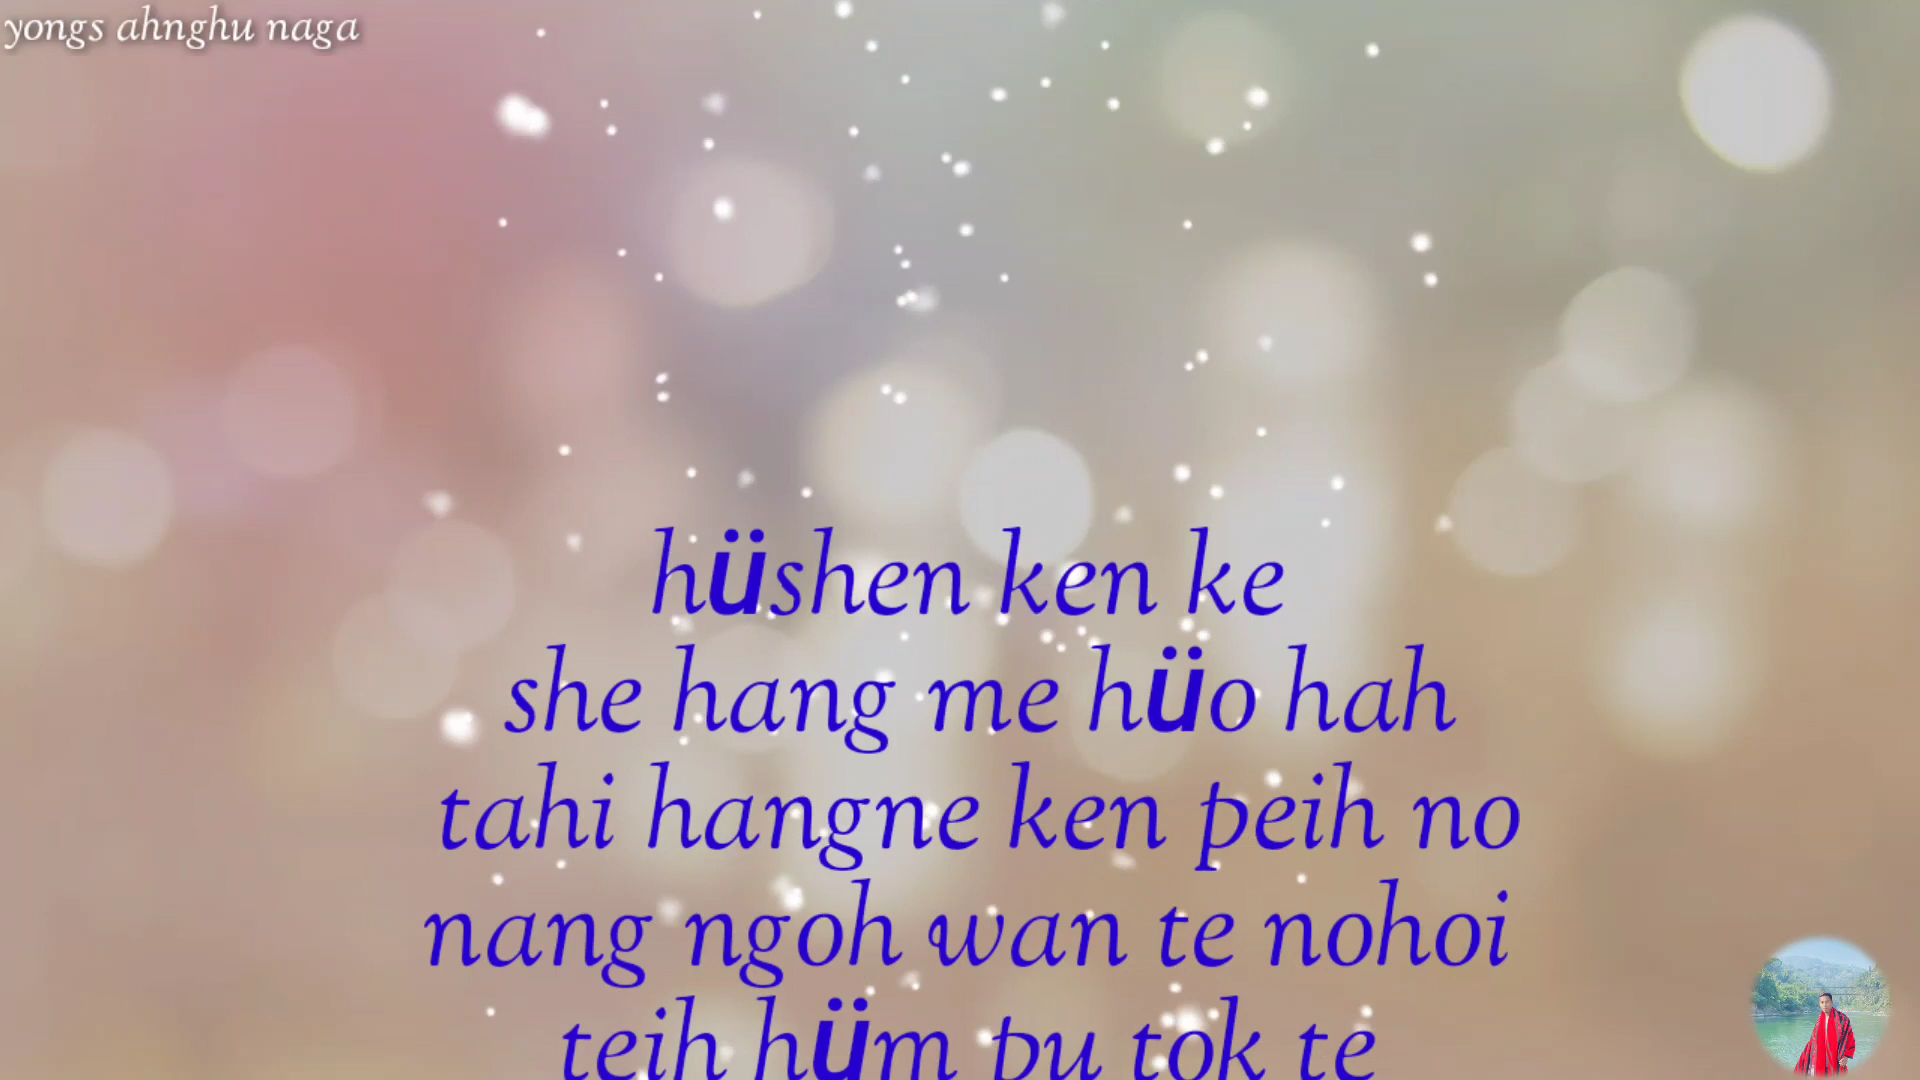 yongs ahnghu naga
hüshen ken ke
she hang me hüo hah
tahi hangne ken peih no
nang ngoh wan te nohoi
teih hüm pu tok te